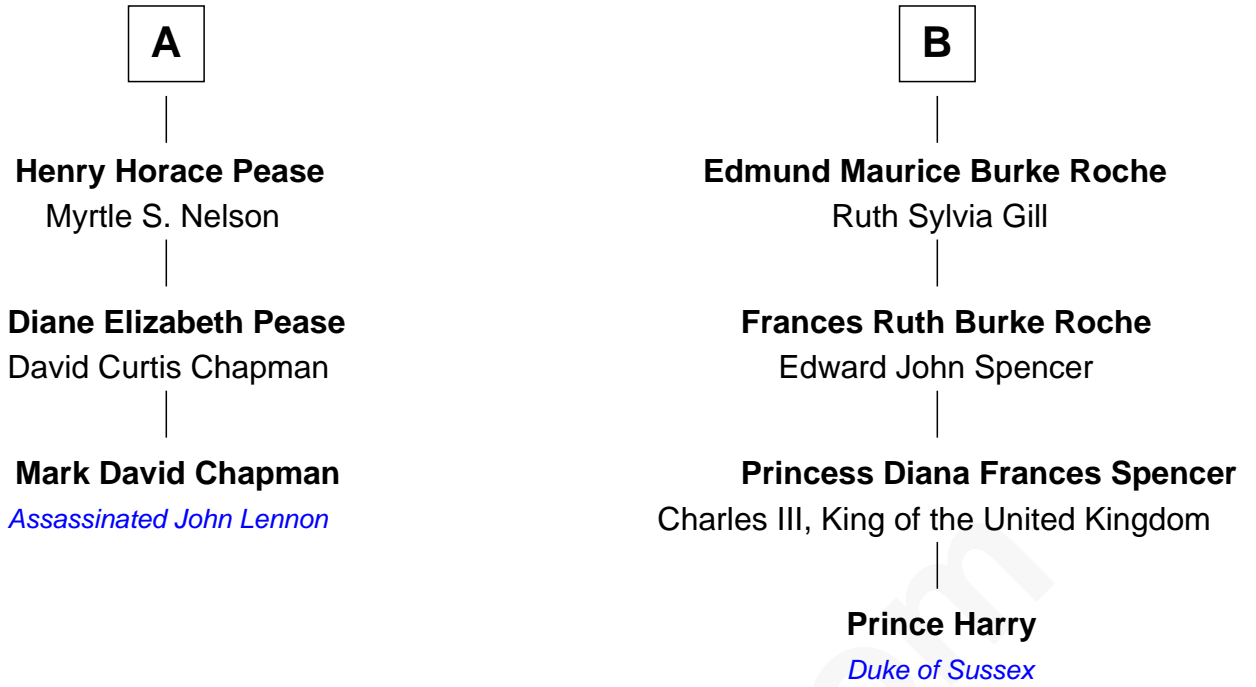 A
Henry Horace Pease
Myrtle S. Nelson
Diane Elizabeth Pease
David Curtis Chapman
Mark David Chapman
Assassinated John Lennon
B
Edmund Maurice Burke Roche
Ruth Sylvia Gill
Frances Ruth Burke Roche
Edward John Spencer
Princess Diana Frances Spencer
Charles III, King of the United Kingdom
Prince Harry
Duke of Sussex